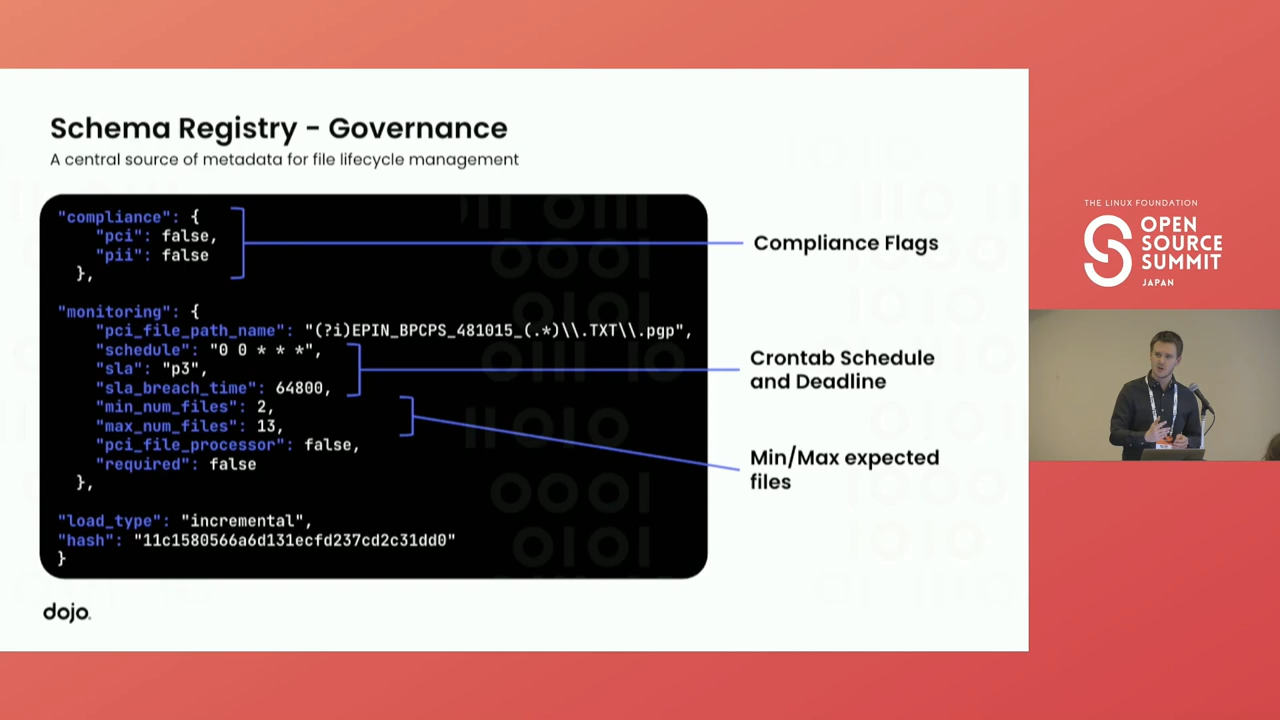 Schema Registry - Governance
A central source of metadata for file lifecycle management
"compliance": {
"pci": false,
"pii": false
},
"monitoring": {
"pci_file_path_name": "(?i)EPIN_BPCPS_481015_(.*)\\.TXT\\.pgp",
"schedule": "0 0 * * *",
"sla": "p3",
"sla_breach_time": 64800,
"min_num_files": 2,
"max_num_files": 13,
"pci_file_processor": false,
"required": false
},
"load_type": "incremental",
"hash": "11c1580566a6d131ecfd237cd2c31dd0"
}
Compliance Flags
Crontab Schedule
and Deadline
Min/Max expected
files
dojo.
THE LINUX FOUNDATION
OPEN
SOURCE
SUMMIT
JAPAN